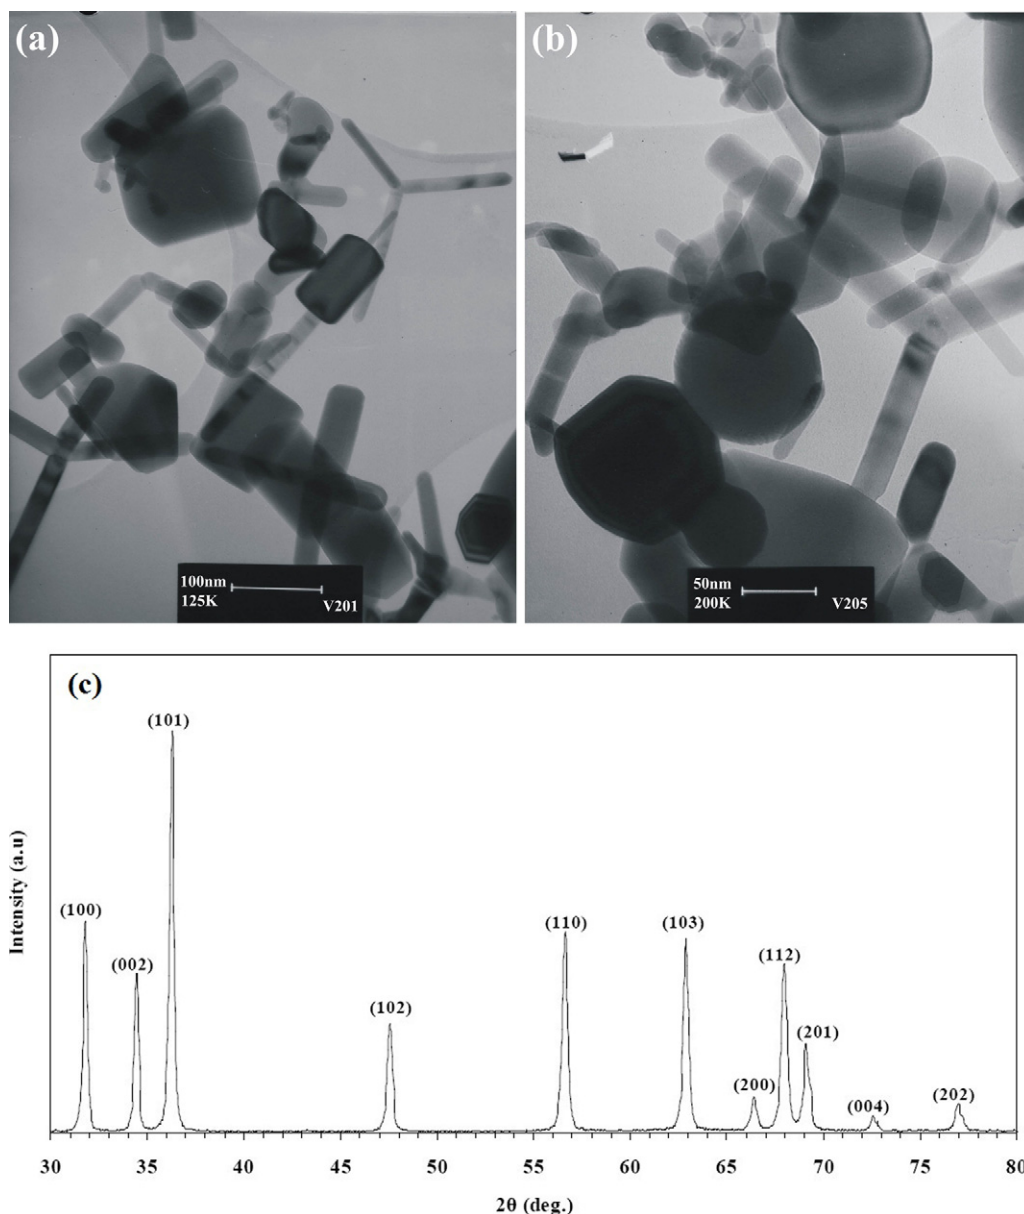 (a)
100nm
125K
V201
(b)
50nm
200K
V205
(c)
Intensity (a.u)
(100)
(002)
(101)
(102)
(110)
(103)
(200)
(112)
(201)
(004)
(202)
30 35 40 45 50 55 60 65 70 75 80
2θ (deg.)